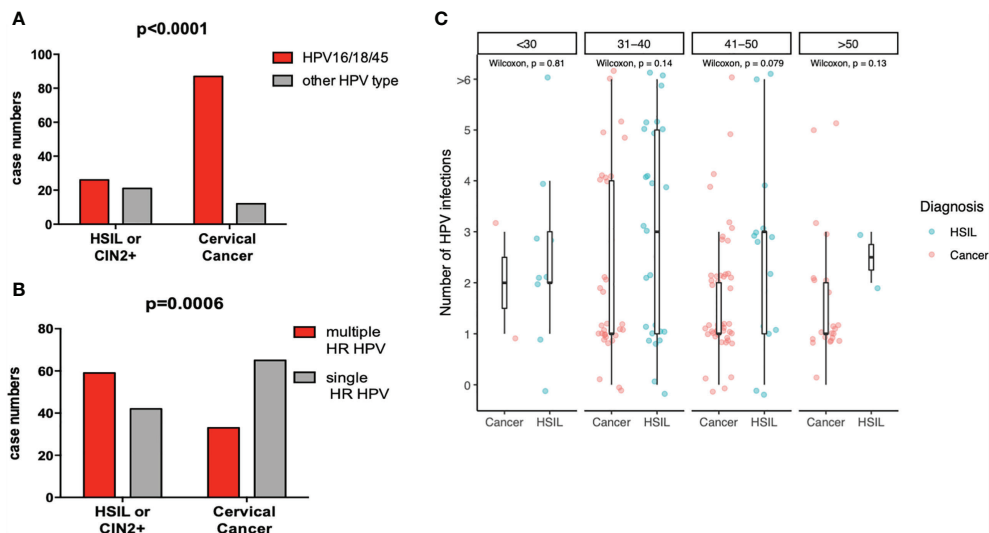 A
p<0.0001
100
80
60
40
20
0
case numbers
HPV16/18/45
other HPV type
HSIL or
CIN2+
Cervical
Cancer
B
p=0.0006
80
60
40
20
0
case numbers
multiple
HR HPV
single
HR HPV
HSIL or
CIN2+
Cervical
Cancer
C
<30
31−40
41−50
>50
Wilcoxon, p = 0.81
Wilcoxon, p = 0.14
Wilcoxon, p = 0.079
Wilcoxon, p = 0.13
Number of HPV infections
>6
5
4
3
2
1
0
Cancer
HSIL
Cancer
HSIL
Cancer
HSIL
Cancer
HSIL
Diagnosis
HSIL
Cancer